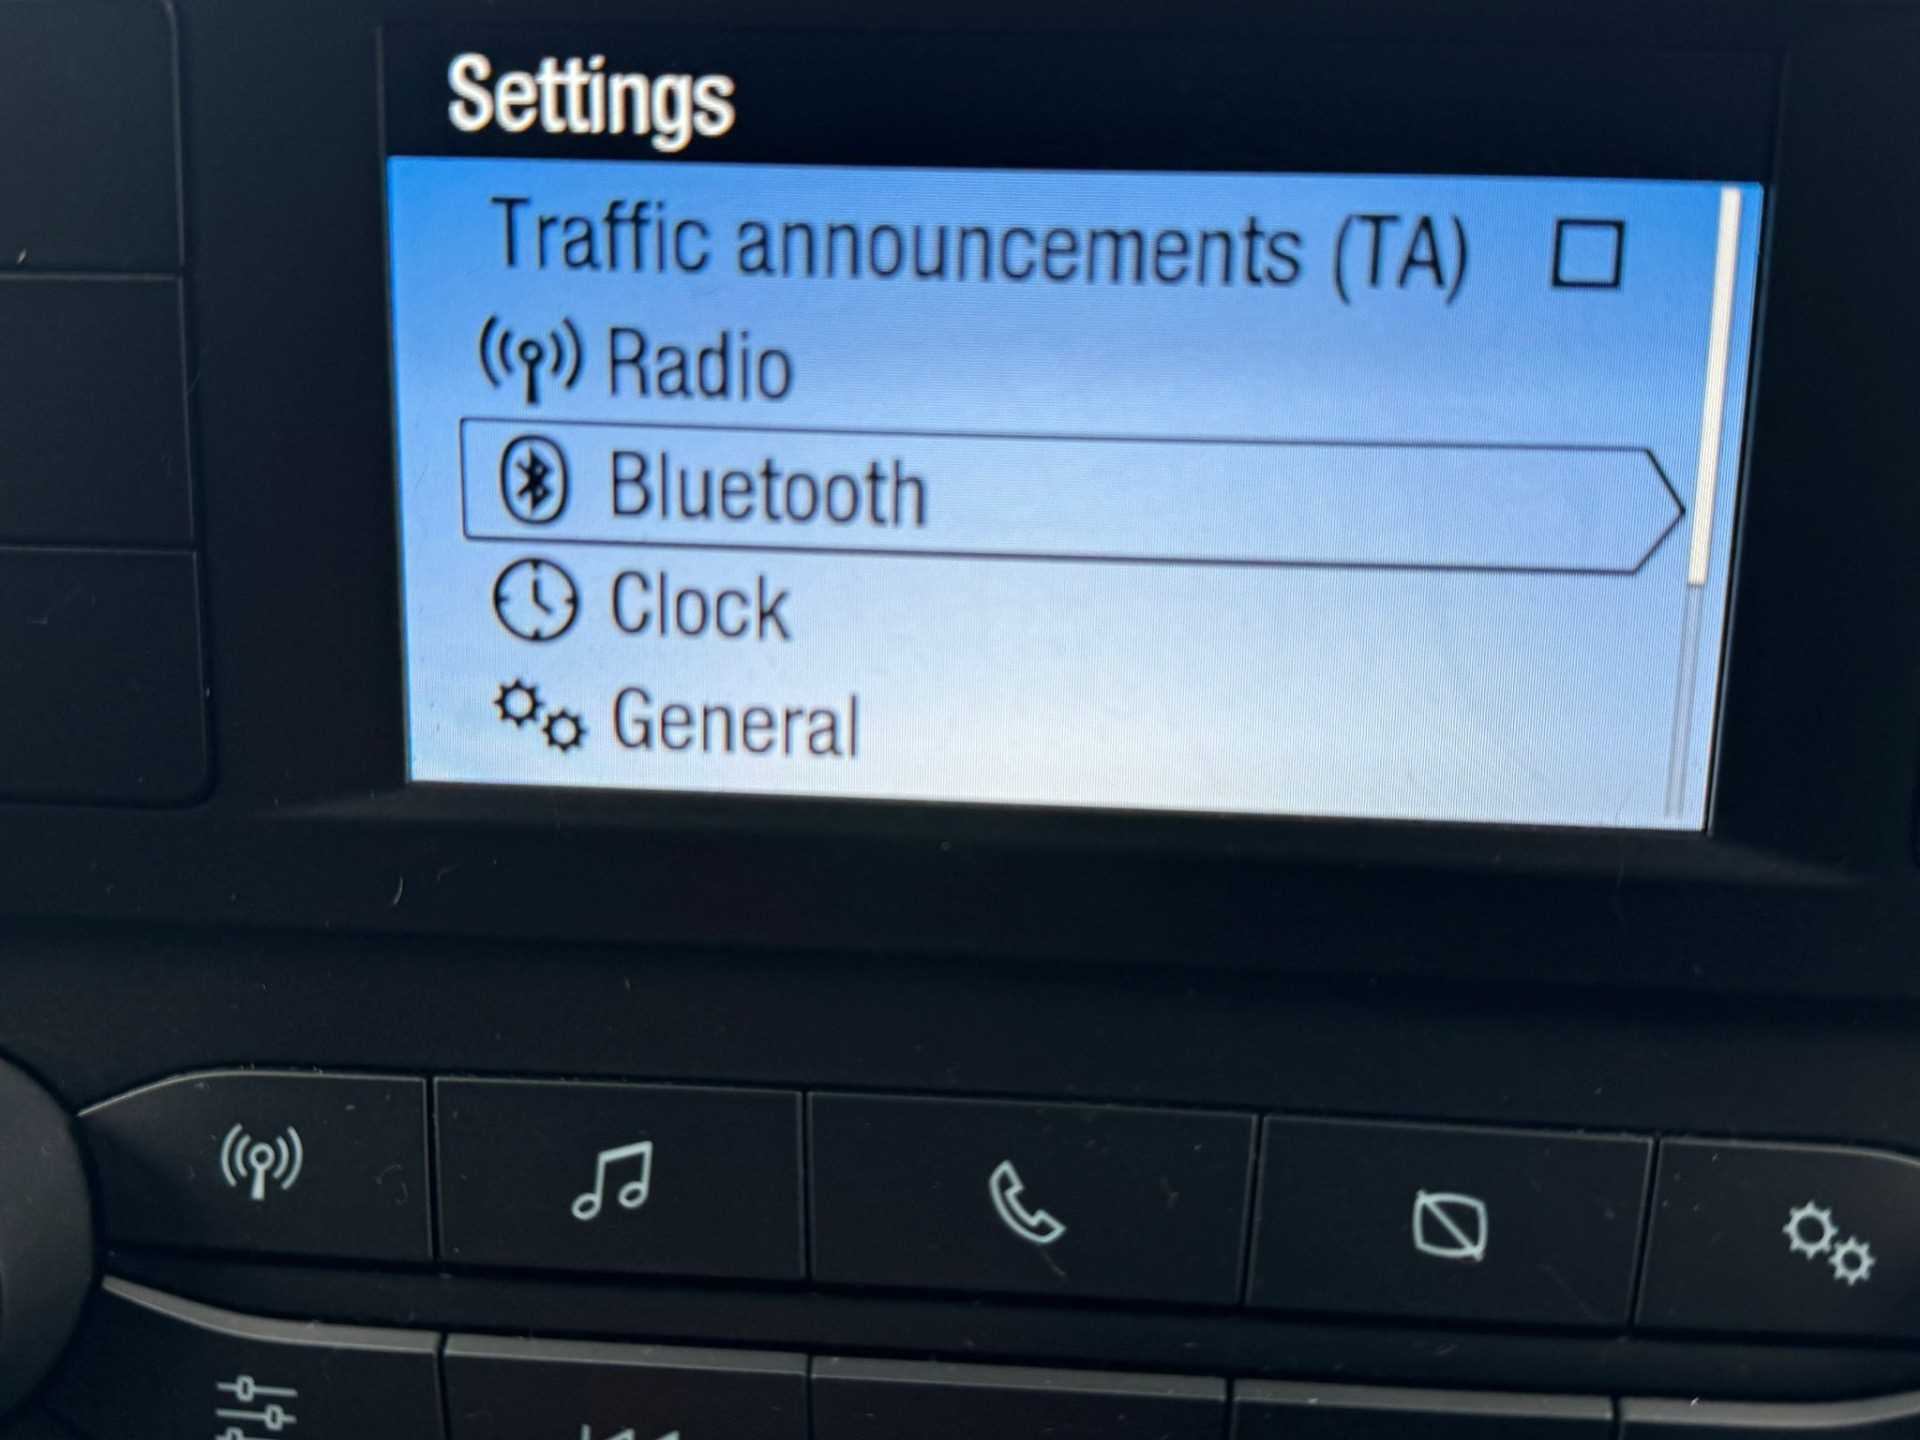 Settings
Traffic announcements (TA)
Radio
Bluetooth
Clock
General